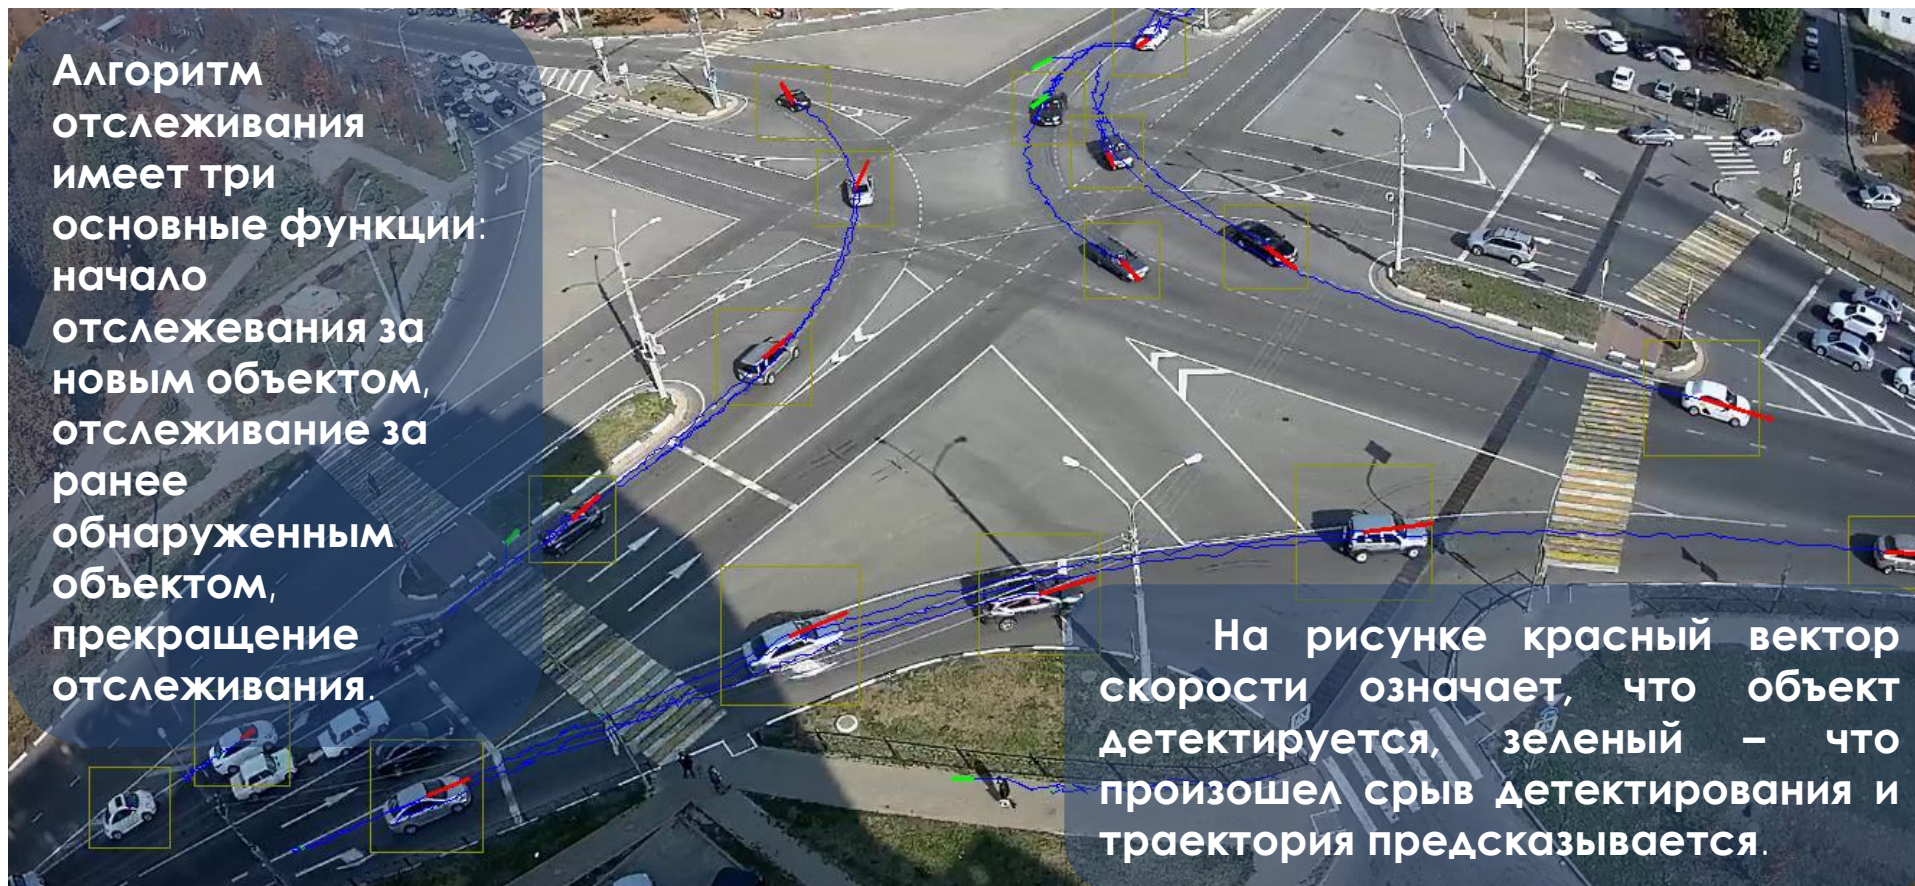 Алгоритм
отслеживания
имеет три
основные функции:
начало
отслежевания за
новым объектом,
отслеживание за
ранее
обнаруженным
объектом,
прекращение
отслеживания.
На рисунке красный вектор
скорости означает, что объект
детектируется, зеленый – что
произошел срыв детектирования и
траектория предсказывается.